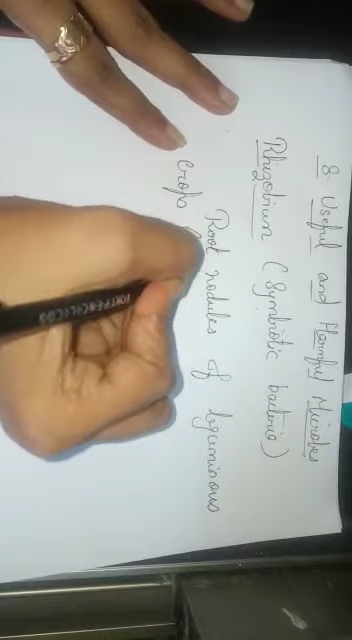 8. Useful and Harmful Microbes
Rhizobium (Symbiotic bacteria)
Root nodules of leguminous
crop